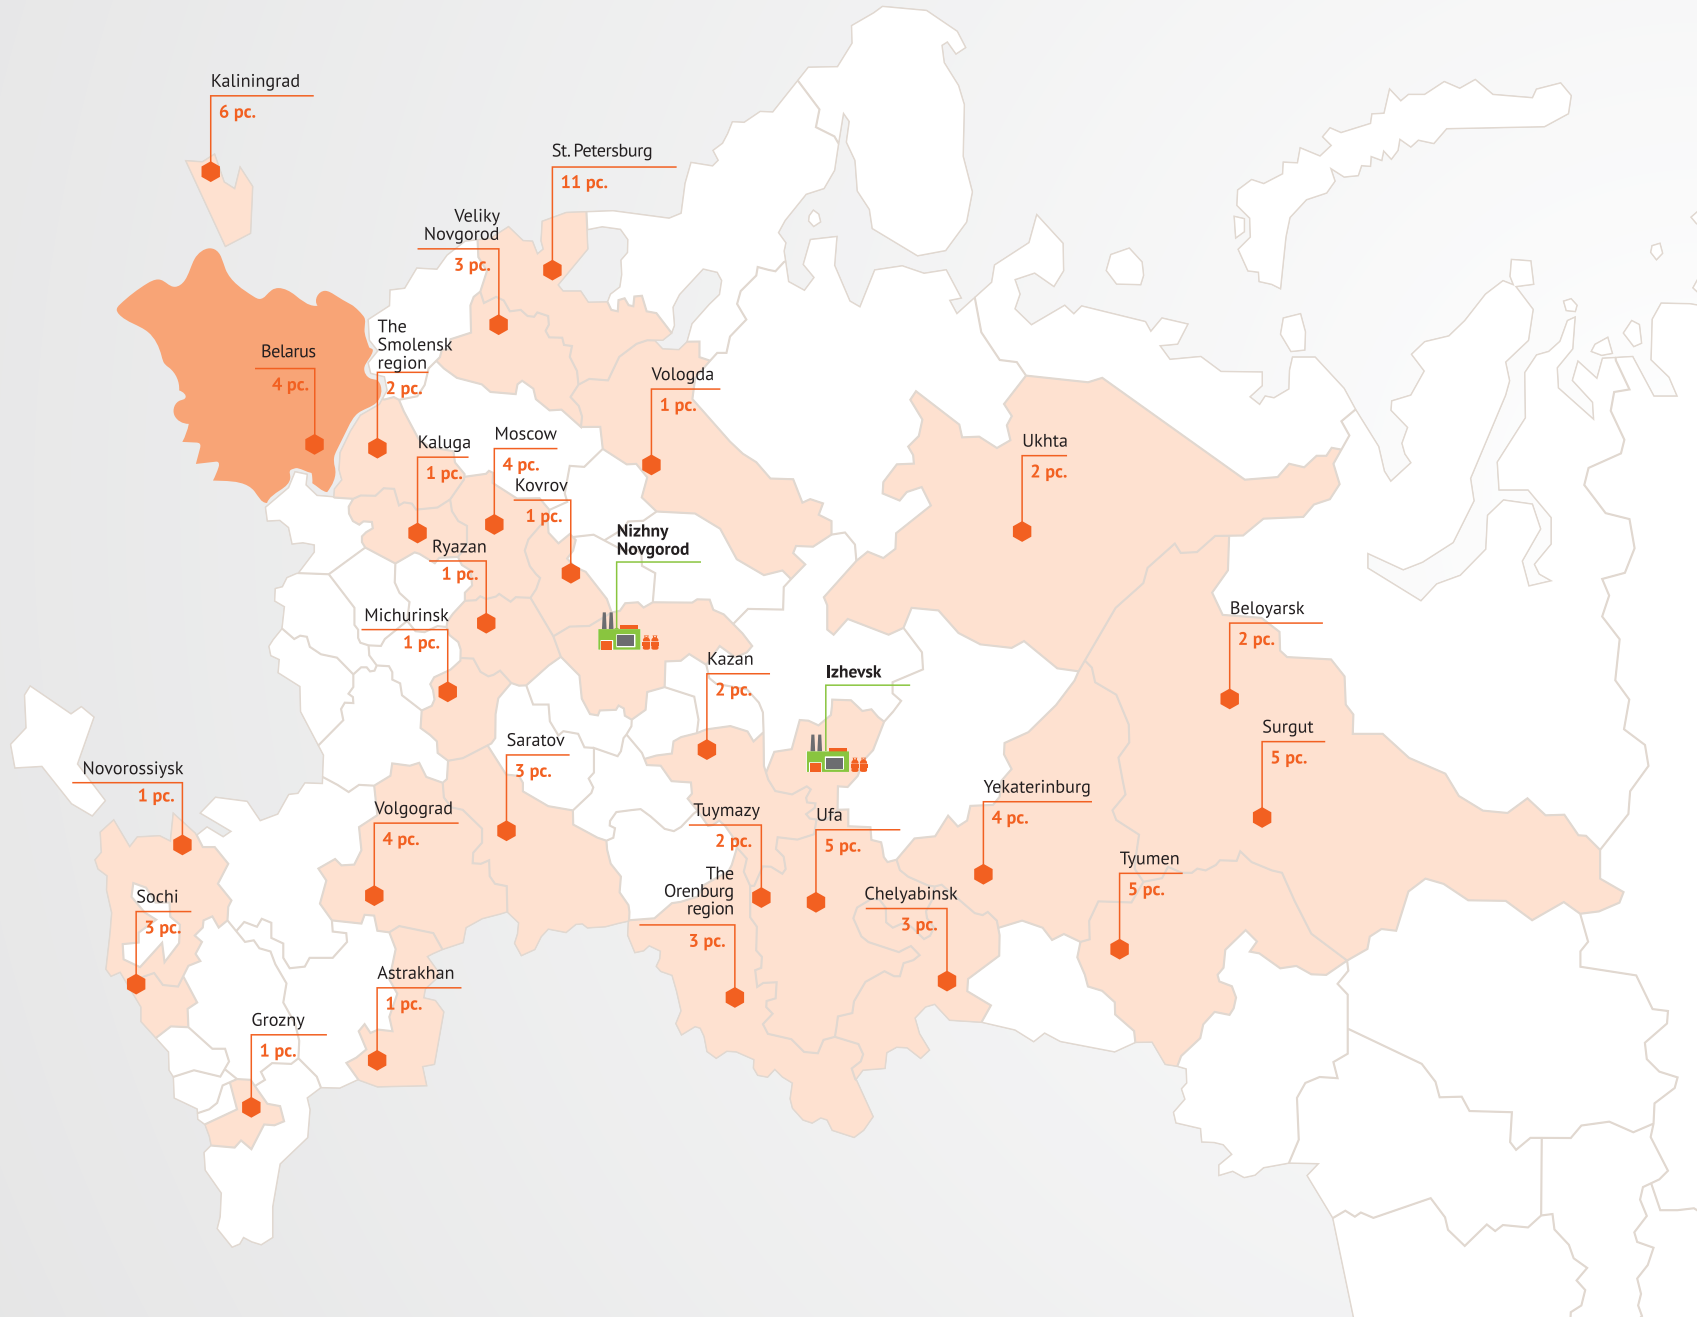 Kaliningrad
6 pc.
St. Petersburg
11 pc.
Veliky
Novgorod
3 pc.
The
Smolensk
region
2 pc.
Belarus
4 pc.
Vologda
1 pc.
Moscow
4 pc.
Kaluga
1 pc.
Ukhta
2 pc.
Kovrov
1 pc.
Nizhny
Novgorod
Ryazan
1 pc.
Michurinsk
1 pc.
Beloyarsk
2 pc.
Kazan
2 pc.
Izhevsk
Surgut
5 pc.
Saratov
3 pc.
Novorossiysk
1 pc.
Yekaterinburg
4 pc.
Volgograd
4 pc.
Tuymazy
2 pc.
Ufa
5 pc.
Tyumen
5 pc.
The
Orenburg
region
3 pc.
Chelyabinsk
3 pc.
Sochi
3 pc.
Astrakhan
1 pc.
Grozny
1 pc.